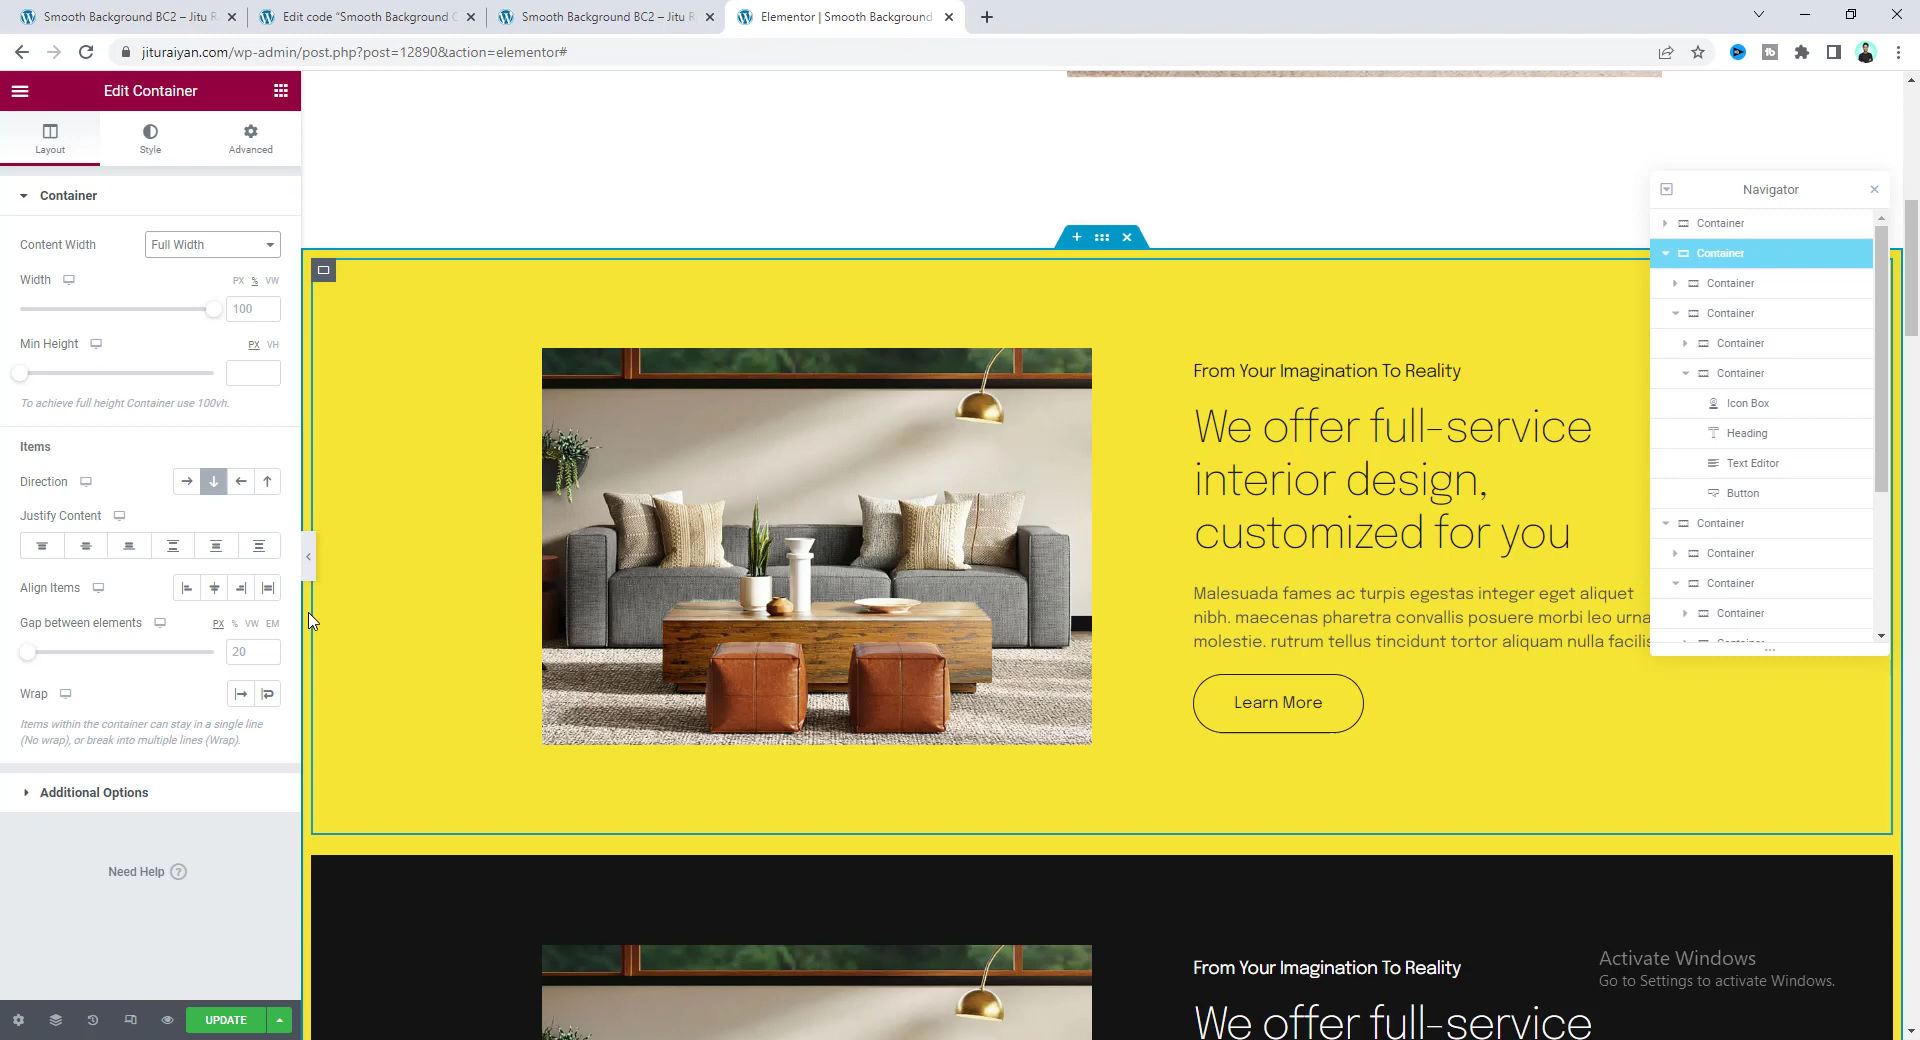 Smooth Background BC2 – Jitu R
Edit code “Smooth Background C
Smooth Background BC2 – Jitu R
Elementor | Smooth Background
jituraiyan.com/wp-admin/post.php?post=12890&action=elementor#
Edit Container
Layout
Style
Advanced
Container
Content Width
Full Width
Width
PX % VW
100
Min Height
PX VH
To achieve full height Container use 100vh.
Items
Direction
Justify Content
Align Items
Gap between elements
PX % VW EM
20
Wrap
Items within the container can stay in a single line
(No wrap), or break into multiple lines (Wrap).
Additional Options
Need Help ?
UPDATE
From Your Imagination To Reality
We offer full-service
interior design,
customized for you
Malesuada fames ac turpis egestas integer eget aliquet
nibh. maecenas pharetra convallis posuere morbi leo urna
molestie. rutrum tellus tincidunt tortor aliquam nulla facilis
Learn More
From Your Imagination To Reality
We offer full-service
Navigator
Container
Container
Container
Container
Container
Container
Icon Box
Heading
Text Editor
Button
Container
Container
Container
Container
Activate Windows
Go to Settings to activate Windows.